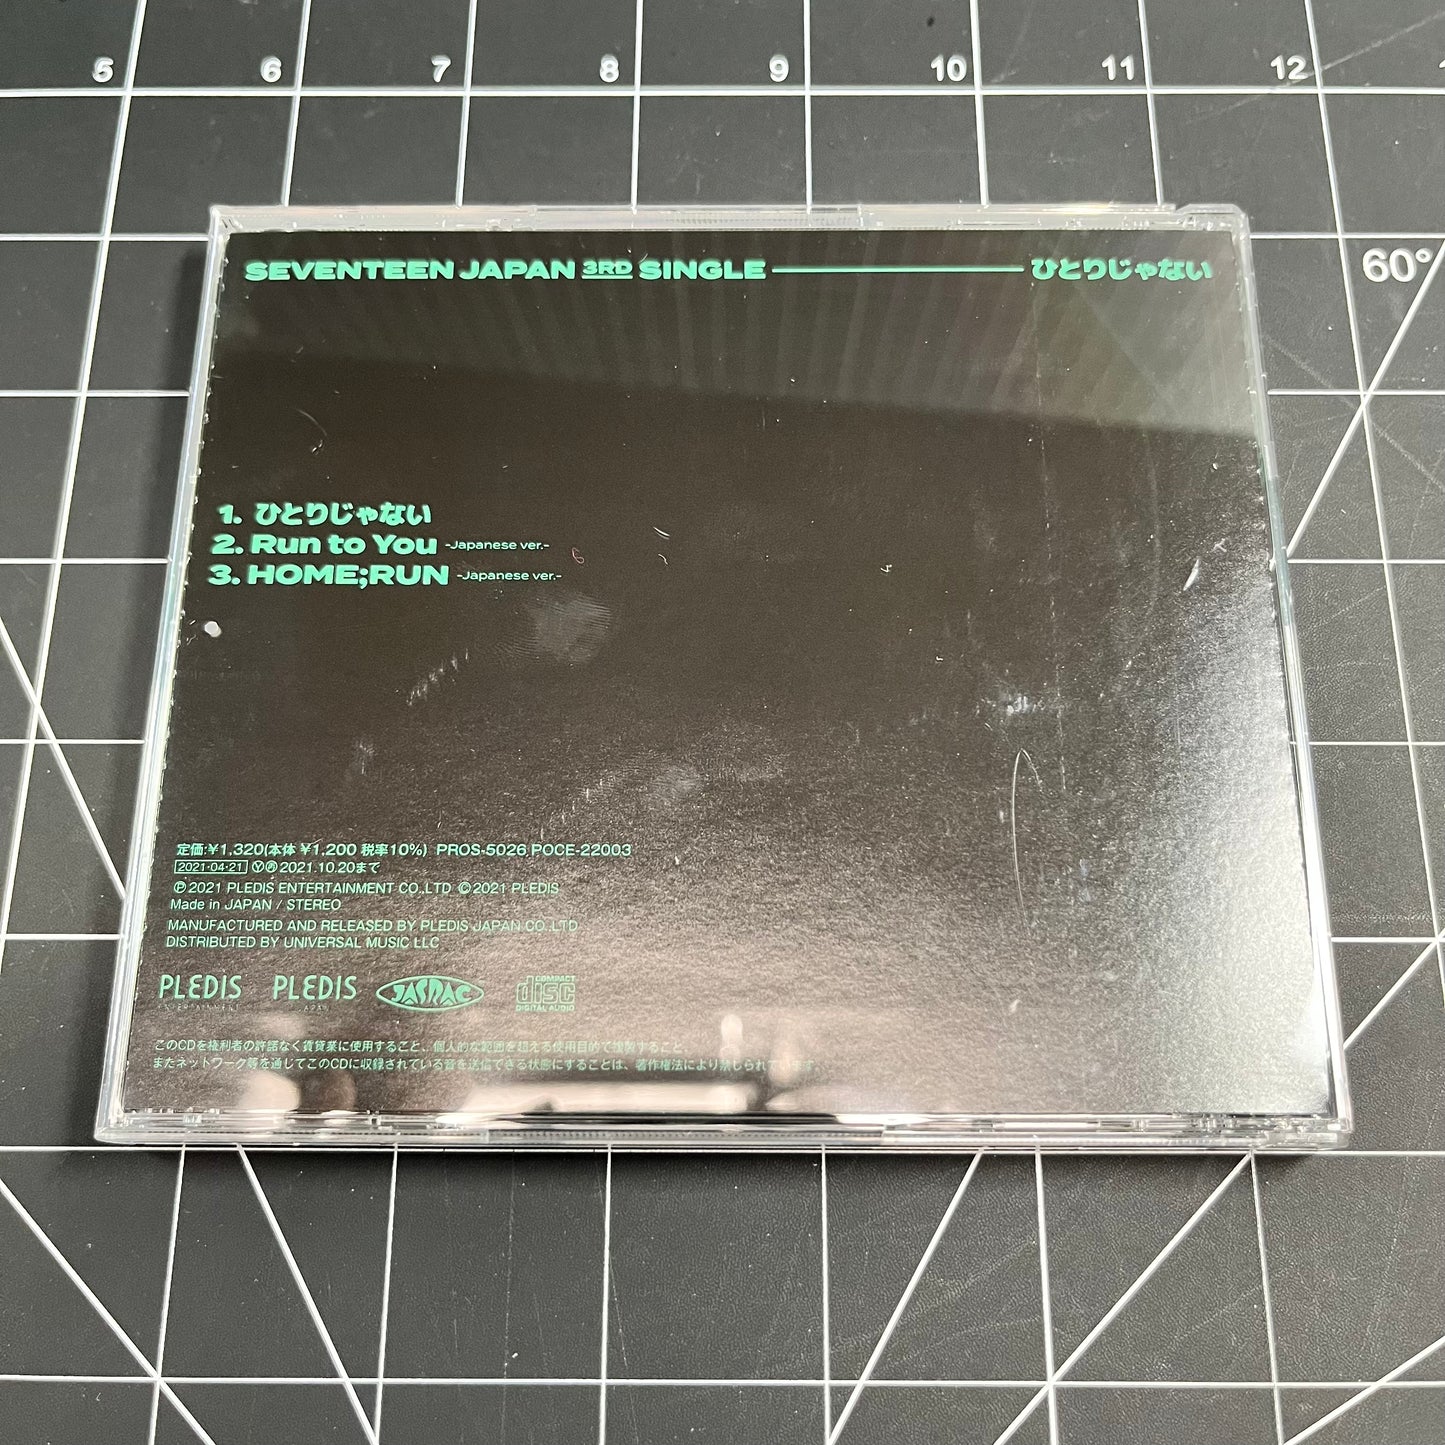 5 6 7 8 9 10 11 12
60°
SEVENTEEN JAPAN 3RD SINGLE ひとりじゃない
1. ひとりじゃない
2. Run to You -Japanese ver.-
3. HOME;RUN -Japanese ver.-
定価:¥1,320(本体 ¥1,200 税率10%) PROS-5026 POCE-22003
2021・04・21 Ⓨ㋐2021.10.20まで
℗2021 PLEDIS ENTERTAINMENT CO.,LTD ©2021 PLEDIS
Made in JAPAN / STEREO
MANUFACTURED AND RELEASED BY PLEDIS JAPAN CO.,LTD
DISTRIBUTED BY UNIVERSAL MUSIC LLC
PLEDIS PLEDIS JASRAC COMPACT disc
ENTERTAINMENT JAPAN DIGITAL AUDIO
このCDを権利者の許諾なく賃貸業に使用すること、個人的な範囲を超える使用目的で複製すること、
またネットワーク等を通じてこのCDに収録されている音を送信できる状態にすることは、著作権法により禁じられています。